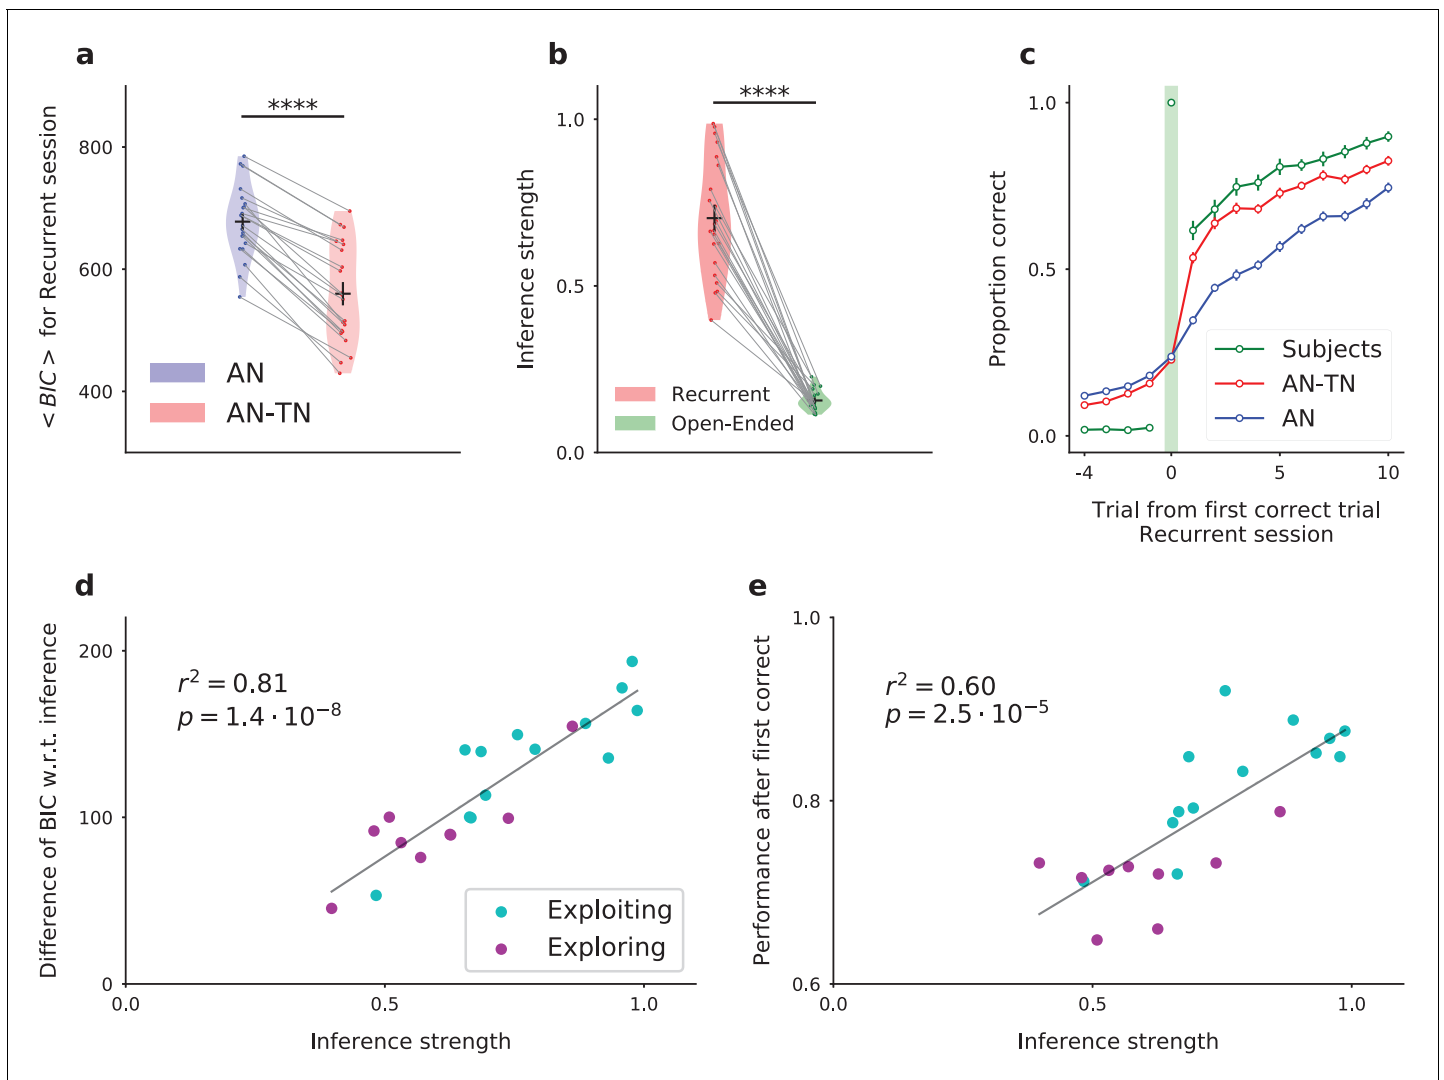 a
****
< BIC > for Recurrent session
800
600
400
AN
AN-TN
b
****
Inference strength
1.0
0.5
0.0
Recurrent
Open-Ended
c
Proportion correct
1.0
0.5
0.0
Subjects
AN-TN
AN
-4
0
5
10
Trial from first correct trial
Recurrent session
d
Difference of BIC w.r.t. inference
200
100
0
r² = 0.81
p = 1.4 · 10⁻⁸
Exploiting
Exploring
0.0
0.5
1.0
Inference strength
e
Performance after first correct
1.0
0.8
0.6
r² = 0.60
p = 2.5 · 10⁻⁵
0.0
0.5
1.0
Inference strength